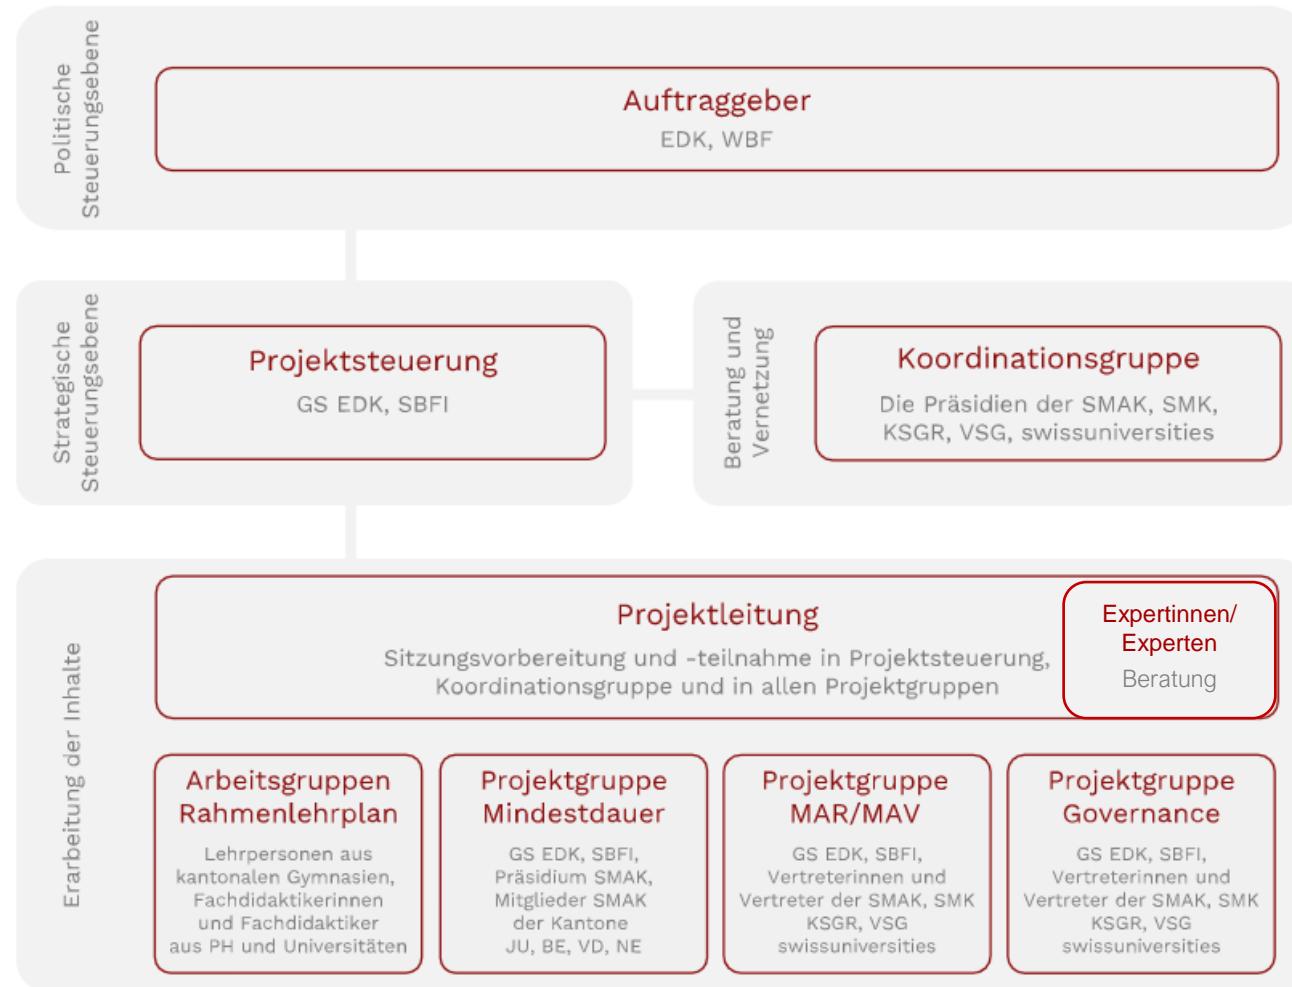 Politische
Steuerungsebene
Auftraggeber
EDK, WBF
Strategische
Steuerungsebene
Projektsteuerung
GS EDK, SBFI
Beratung und
Vernetzung
Koordinationsgruppe
Die Präsidien der SMAK, SMK,
KSGR, VSG, swissuniversities
Erarbeitung der Inhalte
Projektleitung
Sitzungsvorbereitung und -teilnahme in Projektsteuerung,
Koordinationsgruppe und in allen Projektgruppen
Expertinnen/
Experten
Beratung
Arbeitsgruppen
Rahmenlehrplan
Lehrpersonen aus
kantonalen Gymnasien,
Fachdidaktikerinnen
und Fachdidaktiker
aus PH und Universitäten
Projektgruppe
Mindestdauer
GS EDK, SBFI,
Präsidium SMAK,
Mitglieder SMAK
der Kantone
JU, BE, VD, NE
Projektgruppe
MAR/MAV
GS EDK, SBFI,
Vertreterinnen und
Vertreter der SMAK, SMK
KSGR, VSG
swissuniversities
Projektgruppe
Governance
GS EDK, SBFI,
Vertreterinnen und
Vertreter der SMAK, SMK
KSGR, VSG
swissuniversities